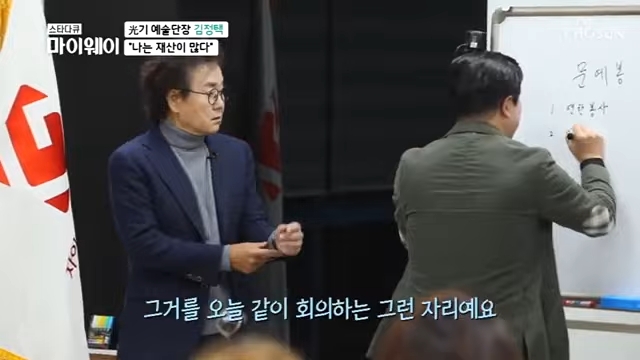 스타다큐
마이웨이
光기 예술단장 김정택
"나는 재산이 많다"
CHOSUN
문예봉
1 연탄봉사
2
그거를 오늘 같이 회의하는 그런 자리예요